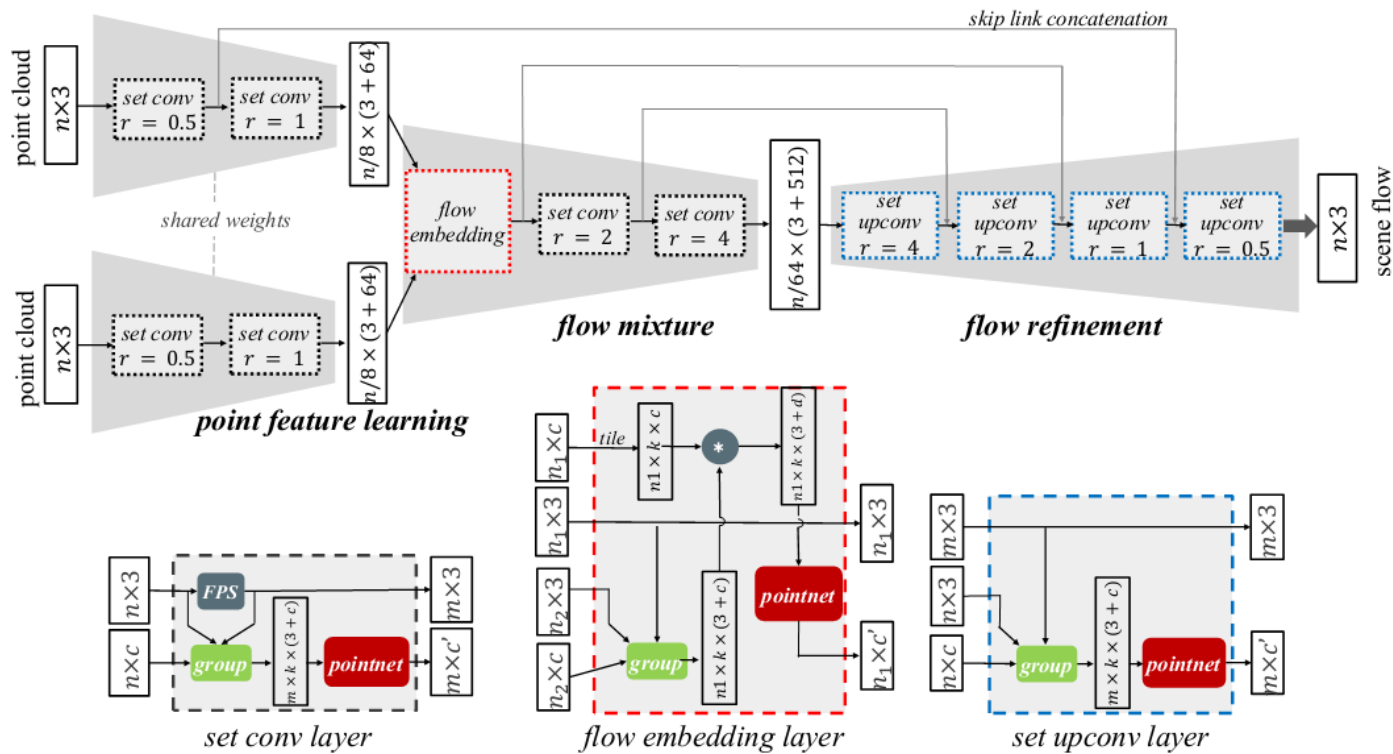 skip link concatenation
point cloud
n×3
set conv
r = 0.5
set conv
r = 1
n/8 × (3 + 64)
shared weights
point cloud
n×3
set conv
r = 0.5
set conv
r = 1
n/8 × (3 + 64)
point feature learning
flow
embedding
set conv
r = 2
set conv
r = 4
n/64 × (3 + 512)
flow mixture
set
upconv
r = 4
set
upconv
r = 2
set
upconv
r = 1
set
upconv
r = 0.5
flow refinement
n×3
scene flow
n×3
n×c
FPS
group
m × k × (3 + c)
pointnet
m×3
m×c'
set conv layer
n₁×c
n₁×3
n₂×3
n₂×c
tile
n1 × k × c
*
n1 × k × (3 + d)
group
n1 × k × (3 + c)
pointnet
n₁×3
n₁×c'
flow embedding layer
m×3
n×3
n×c
group
m × k × (3 + c)
pointnet
m×3
m×c'
set upconv layer